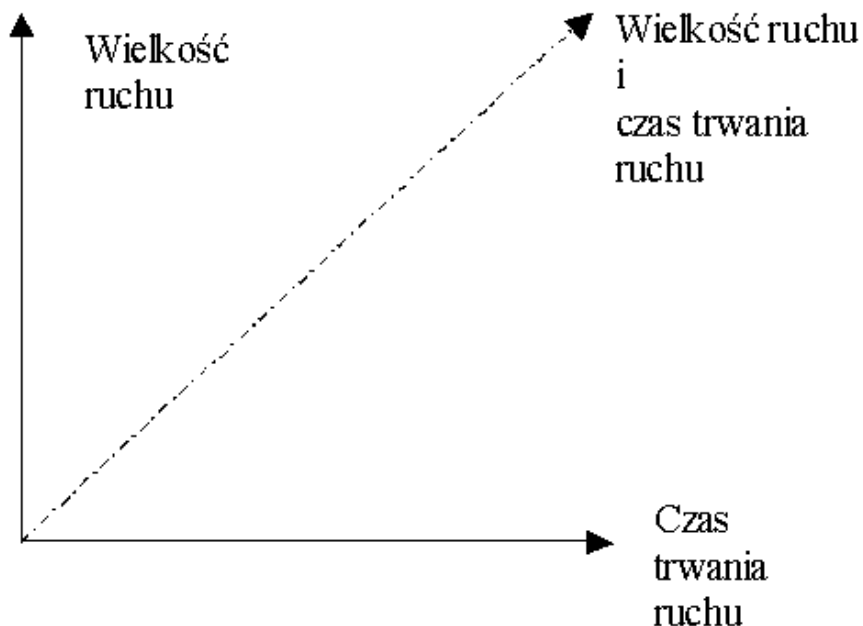 Wielkość
ruchu
Wielkość ruchu
i
czas trwania
ruchu
Czas
trwania
ruchu